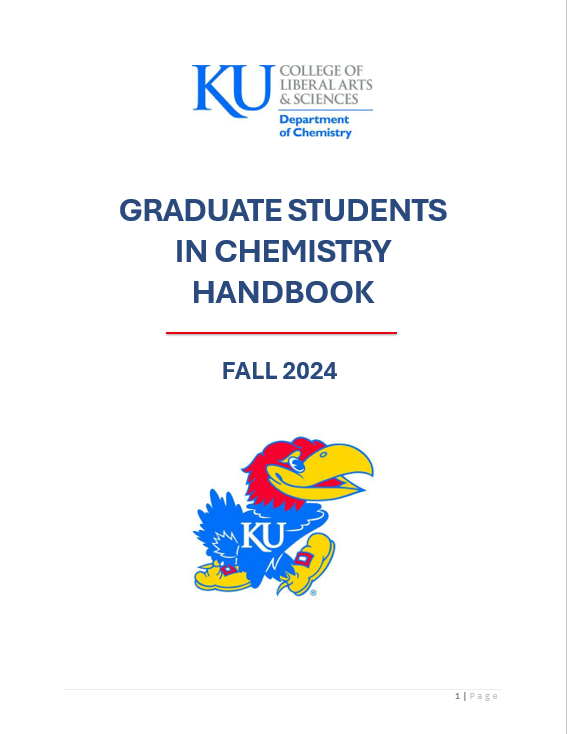 KU
COLLEGE OF
LIBERAL ARTS
& SCIENCES
Department
of Chemistry
GRADUATE STUDENTS
IN CHEMISTRY
HANDBOOK
FALL 2024
KU
®
1 | Page